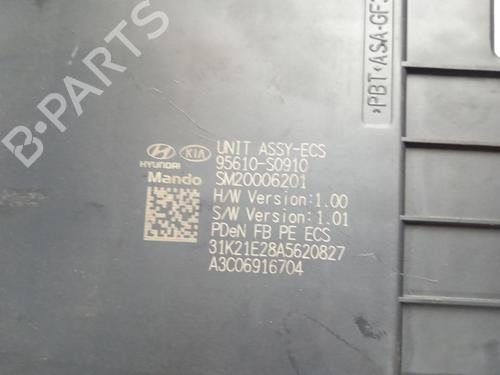 B-PARTS
>PBT+ASA-GF3
HYUNDAI KIA
Mando
UNIT ASSY-ECS
95610-S0910
SM20006201
H/W Version:1.00
S/W Version:1.01
PDeN FB PE ECS
31K21E28A5620827
A3C06916704